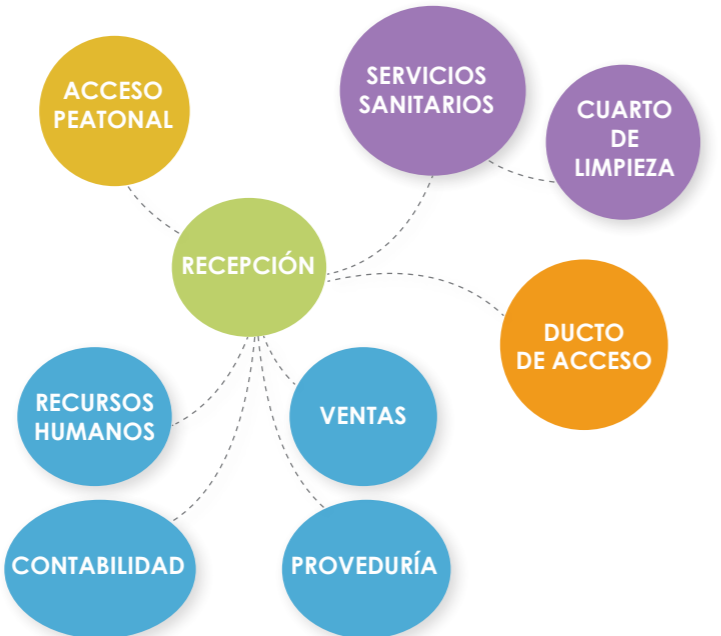 ACCESO
PEATONAL
SERVICIOS
SANITARIOS
CUARTO
DE
LIMPIEZA
RECEPCIÓN
DUCTO
DE ACCESO
RECURSOS
HUMANOS
VENTAS
CONTABILIDAD
PROVEDURÍA